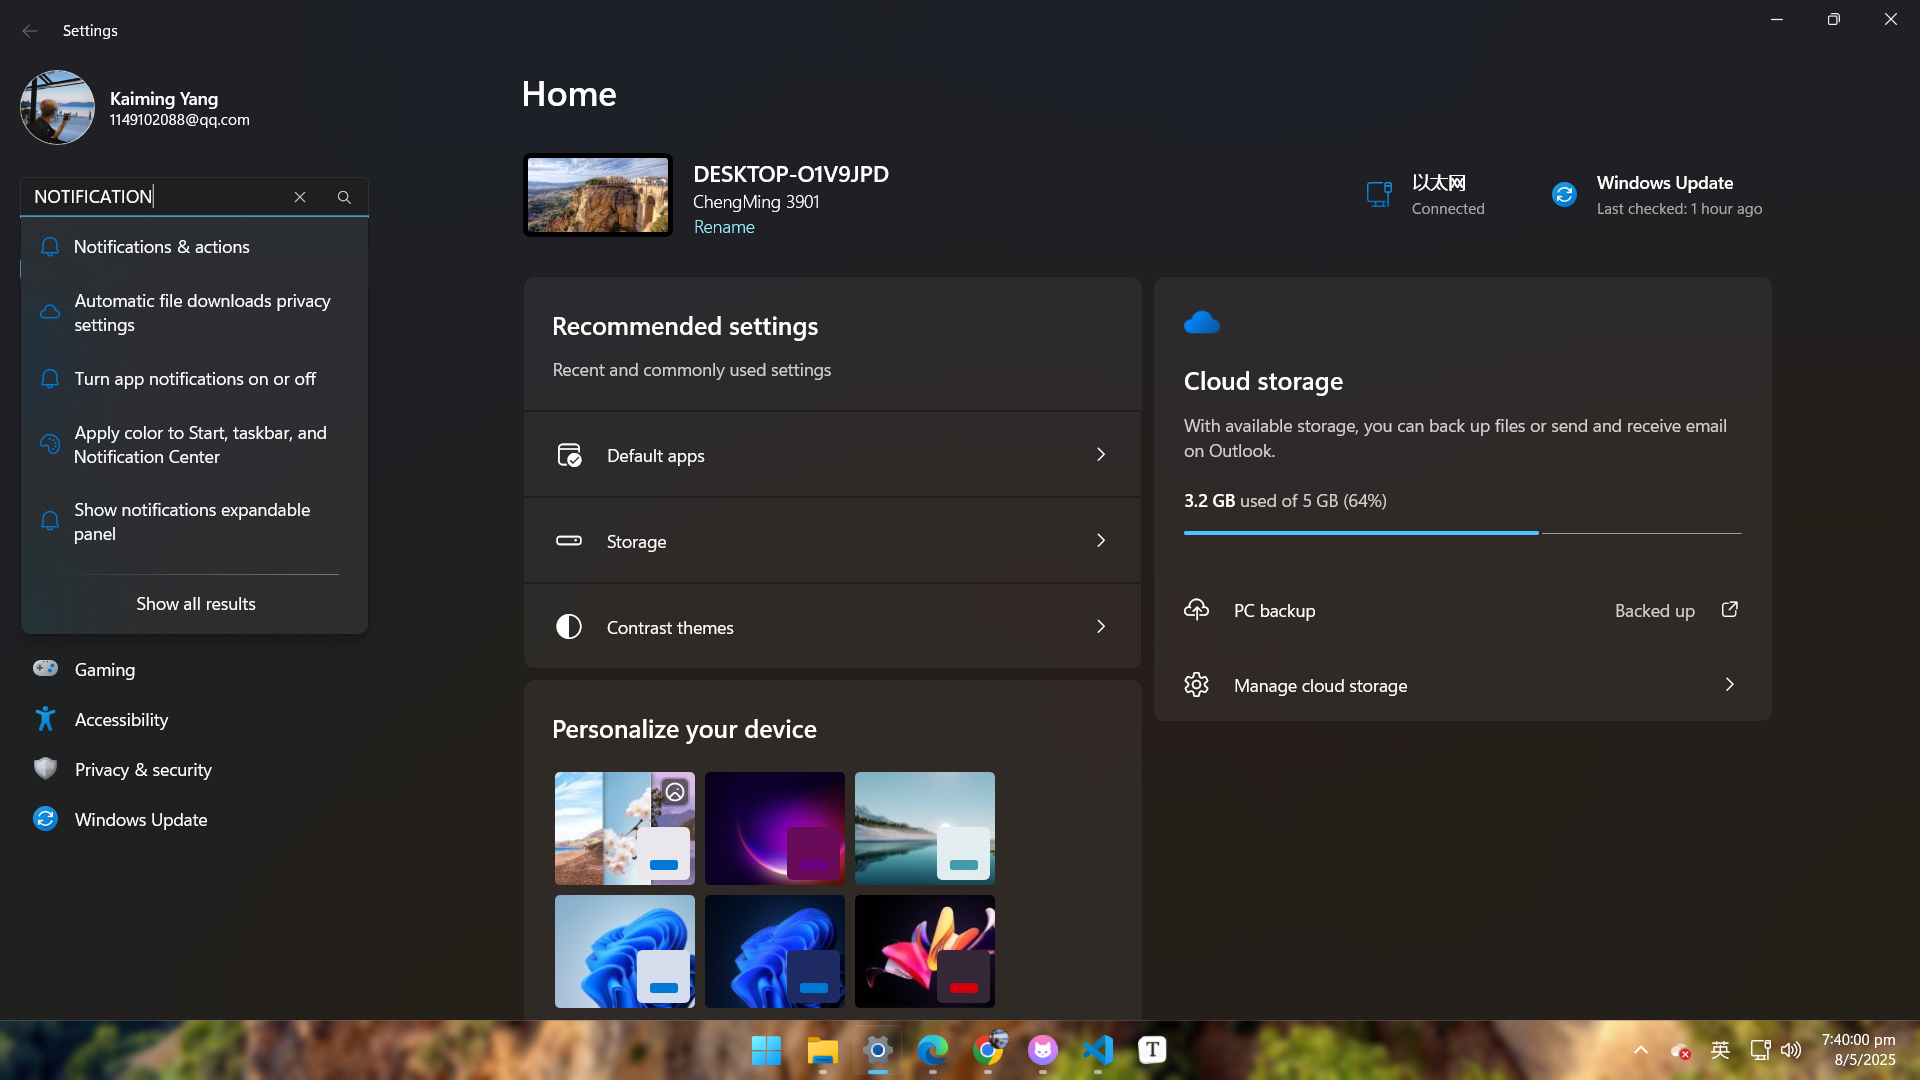 Settings
Kaiming Yang
1149102088@qq.com
NOTIFICATION
Notifications & actions
Automatic file downloads privacy
settings
Turn app notifications on or off
Apply color to Start, taskbar, and
Notification Center
Show notifications expandable
panel
Show all results
Gaming
Accessibility
Privacy & security
Windows Update
Home
DESKTOP-O1V9JPD
ChengMing 3901
Rename
以太网
Connected
Windows Update
Last checked: 1 hour ago
Recommended settings
Recent and commonly used settings
Default apps
Storage
Contrast themes
Personalize your device
Cloud storage
With available storage, you can back up files or send and receive email
on Outlook.
3.2 GB used of 5 GB (64%)
PC backup
Backed up
Manage cloud storage
T
英
7:40:00 pm
8/5/2025